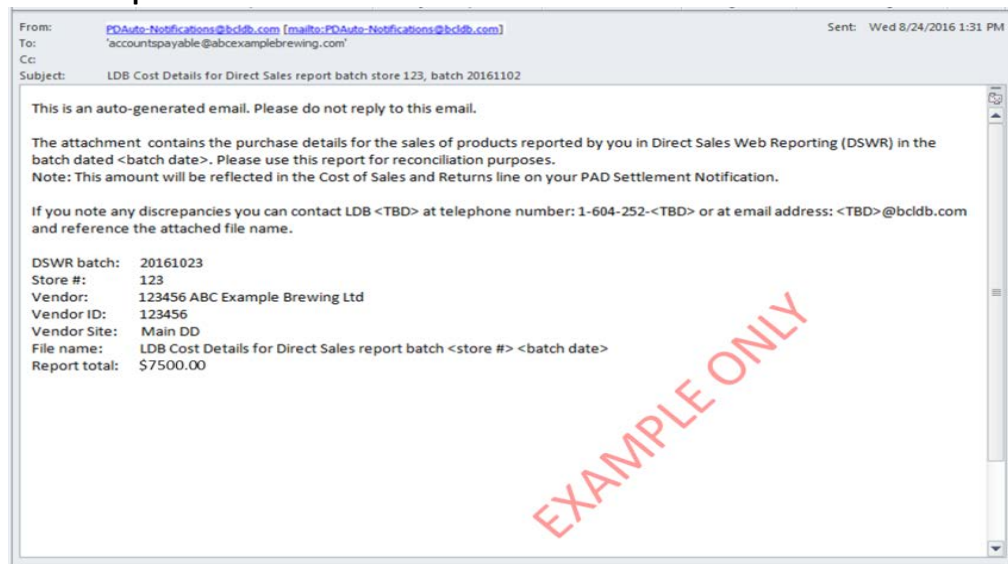 From: PDAuto-Notifications@bcldb.com [mailto:PDAuto-Notifications@bcldb.com] Sent: Wed 8/24/2016 1:31 PM
To: 'accountspayable@abcexamplebrewing.com'
Cc:
Subject: LDB Cost Details for Direct Sales report batch store 123, batch 20161102
This is an auto-generated email. Please do not reply to this email.
The attachment contains the purchase details for the sales of products reported by you in Direct Sales Web Reporting (DSWR) in the
batch dated <batch date>. Please use this report for reconciliation purposes.
Note: This amount will be reflected in the Cost of Sales and Returns line on your PAD Settlement Notification.
If you note any discrepancies you can contact LDB <TBD> at telephone number: 1-604-252-<TBD> or at email address: <TBD>@bcldb.com
and reference the attached file name.
DSWR batch: 20161023
Store #: 123
Vendor: 123456 ABC Example Brewing Ltd
Vendor ID: 123456
Vendor Site: Main DD
File name: LDB Cost Details for Direct Sales report batch <store #> <batch date>
Report total: $7500.00
EXAMPLE ONLY